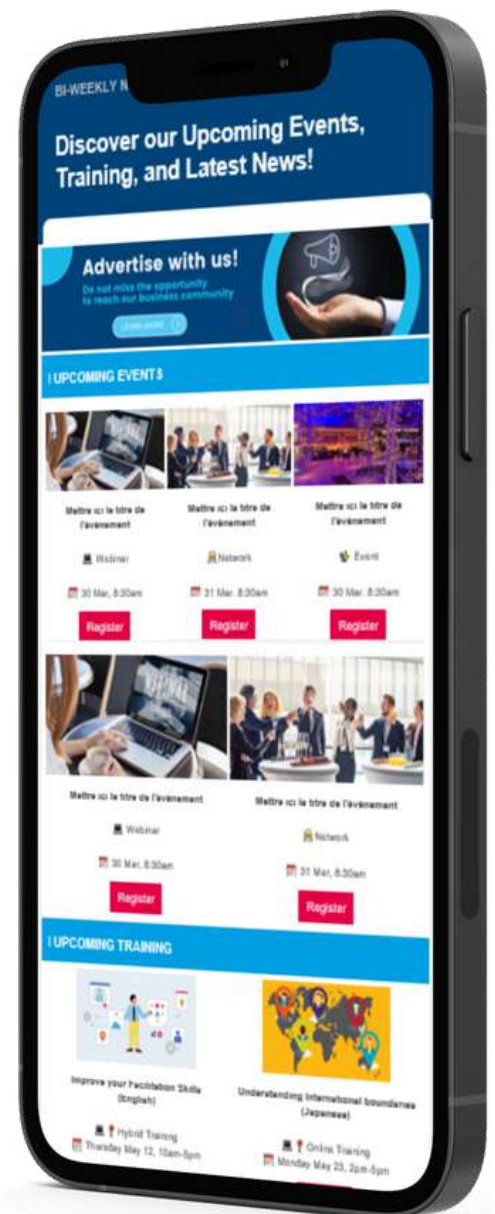 BI-WEEKLY N
Discover our Upcoming Events,
Training, and Latest News!
Advertise with us!
Do not miss the opportunity
to reach our business community
LEARN MORE
UPCOMING EVENTS
Mettre ici le titre de
l'évènement
Webinar
30 Mar, 8:30am
Register
Mettre ici le titre de
l'évènement
Network
31 Mar, 8:30am
Register
Mettre ici le titre de
l'évènement
Event
30 Mar, 8:30am
Register
Mettre ici le titre de l'évènement
Webinar
30 Mar, 8:30am
Register
Mettre ici le titre de l'évènement
Network
31 Mar, 8:30am
Register
UPCOMING TRAINING
Improve your Facilitation Skills
(English)
Hybrid Training
Thursday May 12, 10am-5pm
Understanding International boundaries
(Japanese)
Online Training
Monday May 23, 2pm-5pm